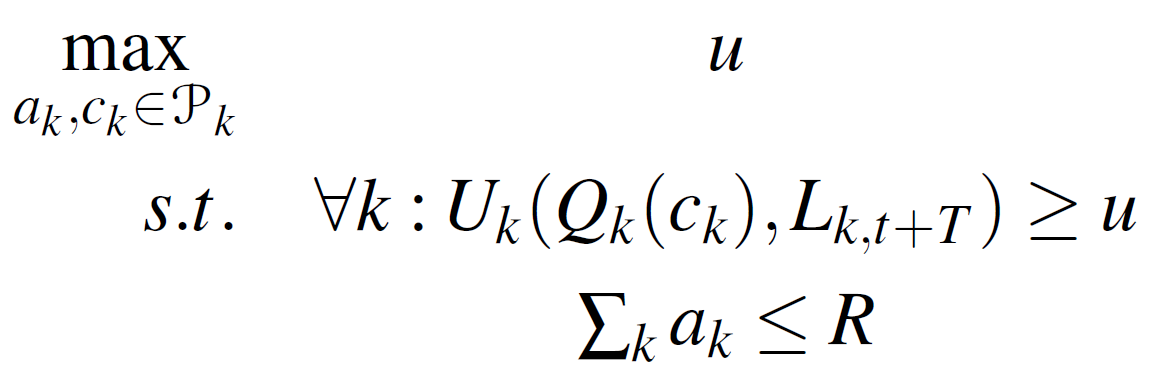 max u
a_k,c_k∈𝒫_k
s.t. ∀k : U_k(Q_k(c_k), L_{k,t+T}) ≥ u
∑_k a_k ≤ R